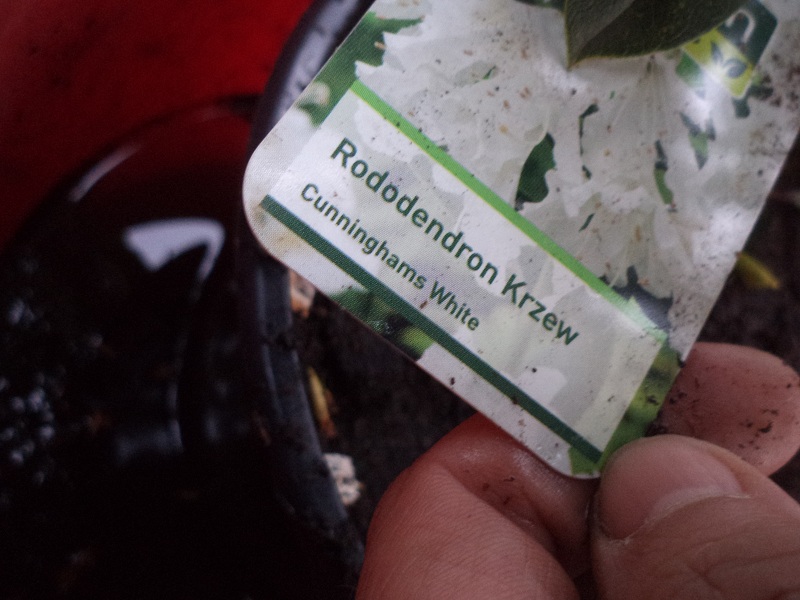 Rododendron Krzew
Cunninghams White